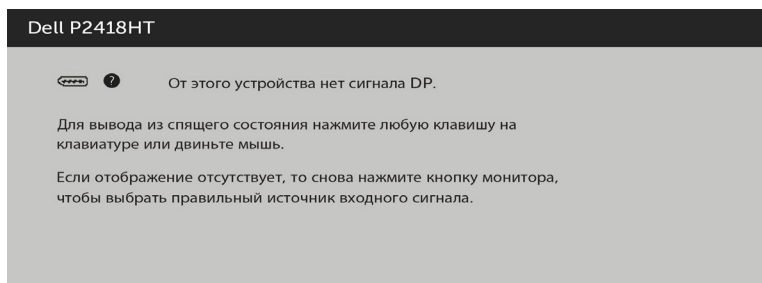 Dell P2418HT
? От этого устройства нет сигнала DP.
Для вывода из спящего состояния нажмите любую клавишу на
клавиатуре или двиньте мышь.
Если отображение отсутствует, то снова нажмите кнопку монитора,
чтобы выбрать правильный источник входного сигнала.